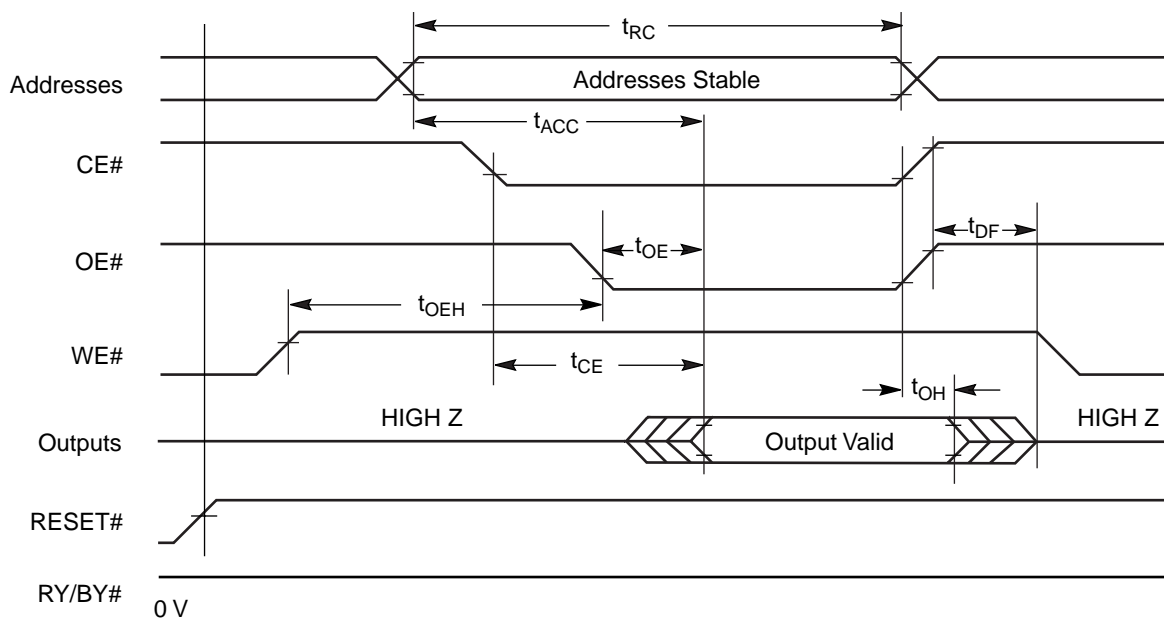 tRC
Addresses
Addresses Stable
tACC
CE#
tDF
OE#
tOE
tOEH
WE#
tCE
tOH
HIGH Z
HIGH Z
Outputs
Output Valid
RESET#
RY/BY#
0 V